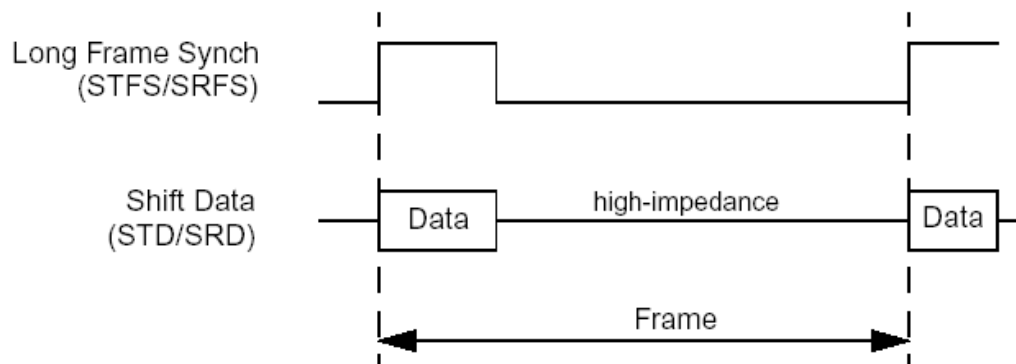 Long Frame Synch
(STFS/SRFS)
Shift Data
(STD/SRD)
Data
high-impedance
Data
Frame